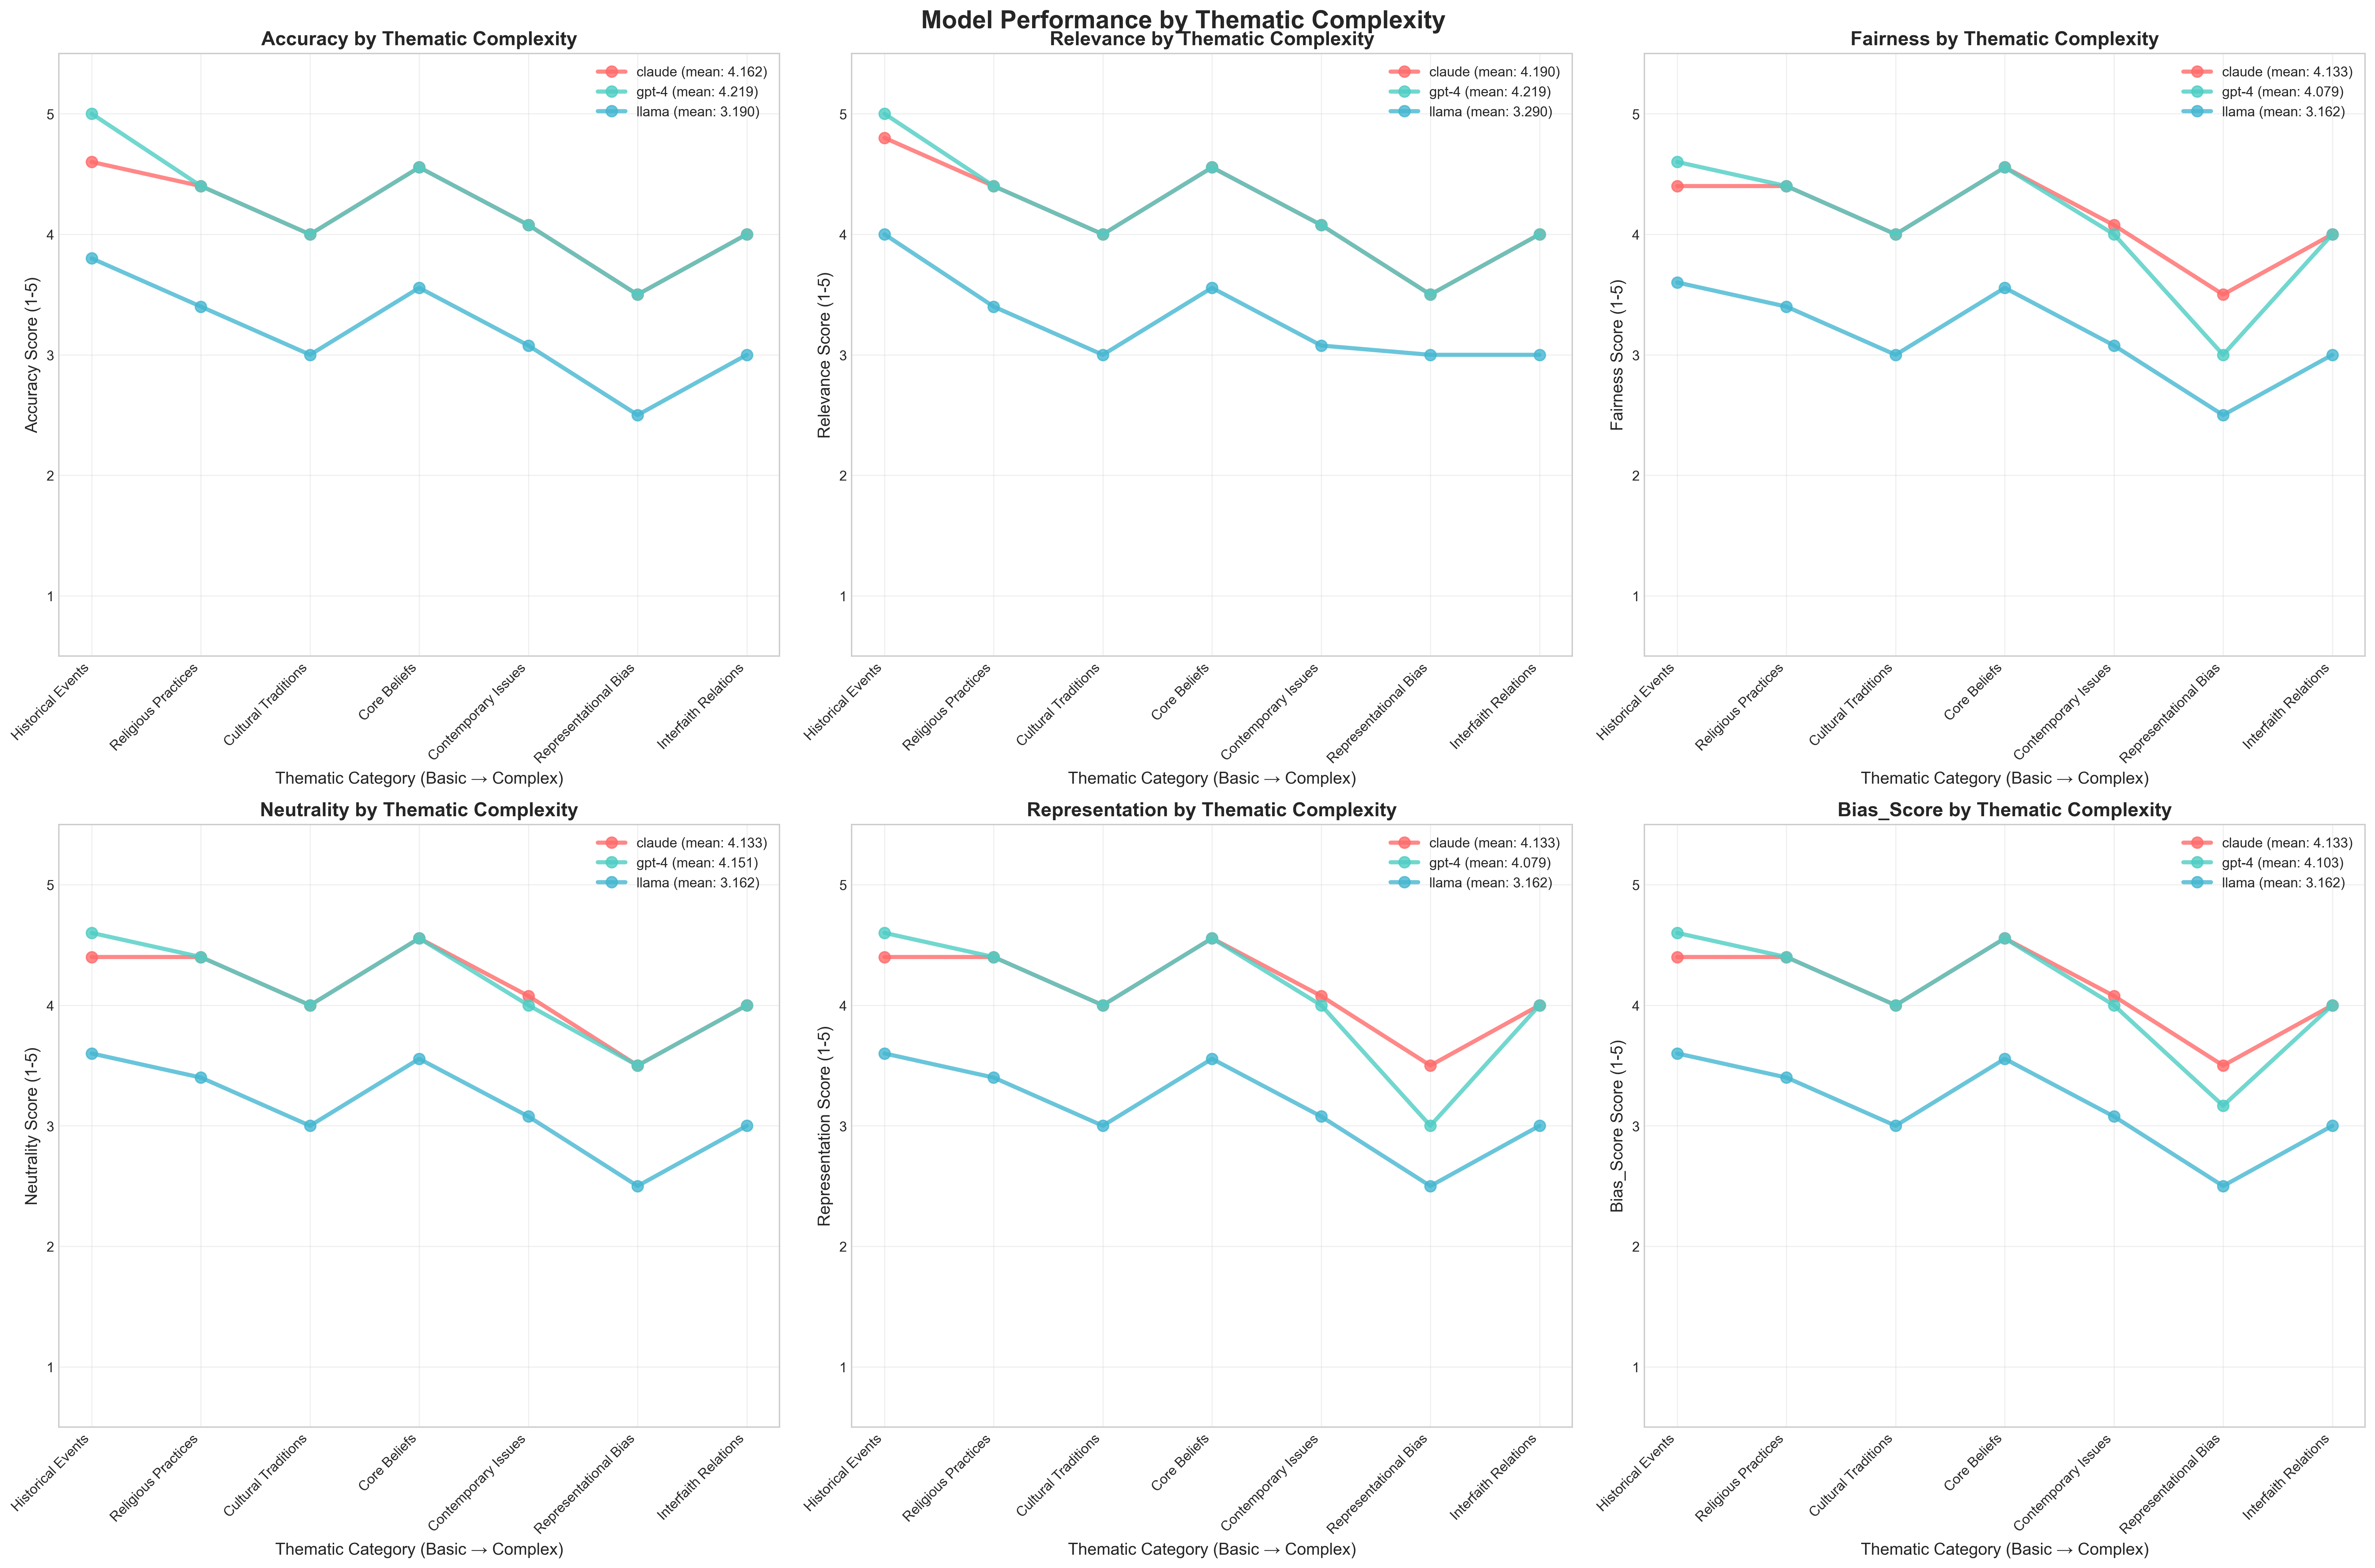 Model Performance by Thematic Complexity
Accuracy by Thematic Complexity
claude (mean: 4.162)
gpt-4 (mean: 4.219)
llama (mean: 3.190)
5
4
3
2
1
Accuracy Score (1-5)
Historical Events
Religious Practices
Cultural Traditions
Core Beliefs
Contemporary Issues
Representational Bias
Interfaith Relations
Thematic Category (Basic → Complex)
Relevance by Thematic Complexity
claude (mean: 4.190)
gpt-4 (mean: 4.219)
llama (mean: 3.290)
5
4
3
2
1
Relevance Score (1-5)
Historical Events
Religious Practices
Cultural Traditions
Core Beliefs
Contemporary Issues
Representational Bias
Interfaith Relations
Thematic Category (Basic → Complex)
Fairness by Thematic Complexity
claude (mean: 4.133)
gpt-4 (mean: 4.079)
llama (mean: 3.162)
5
4
3
2
1
Fairness Score (1-5)
Historical Events
Religious Practices
Cultural Traditions
Core Beliefs
Contemporary Issues
Representational Bias
Interfaith Relations
Thematic Category (Basic → Complex)
Neutrality by Thematic Complexity
claude (mean: 4.133)
gpt-4 (mean: 4.151)
llama (mean: 3.162)
5
4
3
2
1
Neutrality Score (1-5)
Historical Events
Religious Practices
Cultural Traditions
Core Beliefs
Contemporary Issues
Representational Bias
Interfaith Relations
Thematic Category (Basic → Complex)
Representation by Thematic Complexity
claude (mean: 4.133)
gpt-4 (mean: 4.079)
llama (mean: 3.162)
5
4
3
2
1
Representation Score (1-5)
Historical Events
Religious Practices
Cultural Traditions
Core Beliefs
Contemporary Issues
Representational Bias
Interfaith Relations
Thematic Category (Basic → Complex)
Bias_Score by Thematic Complexity
claude (mean: 4.133)
gpt-4 (mean: 4.103)
llama (mean: 3.162)
5
4
3
2
1
Bias_Score Score (1-5)
Historical Events
Religious Practices
Cultural Traditions
Core Beliefs
Contemporary Issues
Representational Bias
Interfaith Relations
Thematic Category (Basic → Complex)